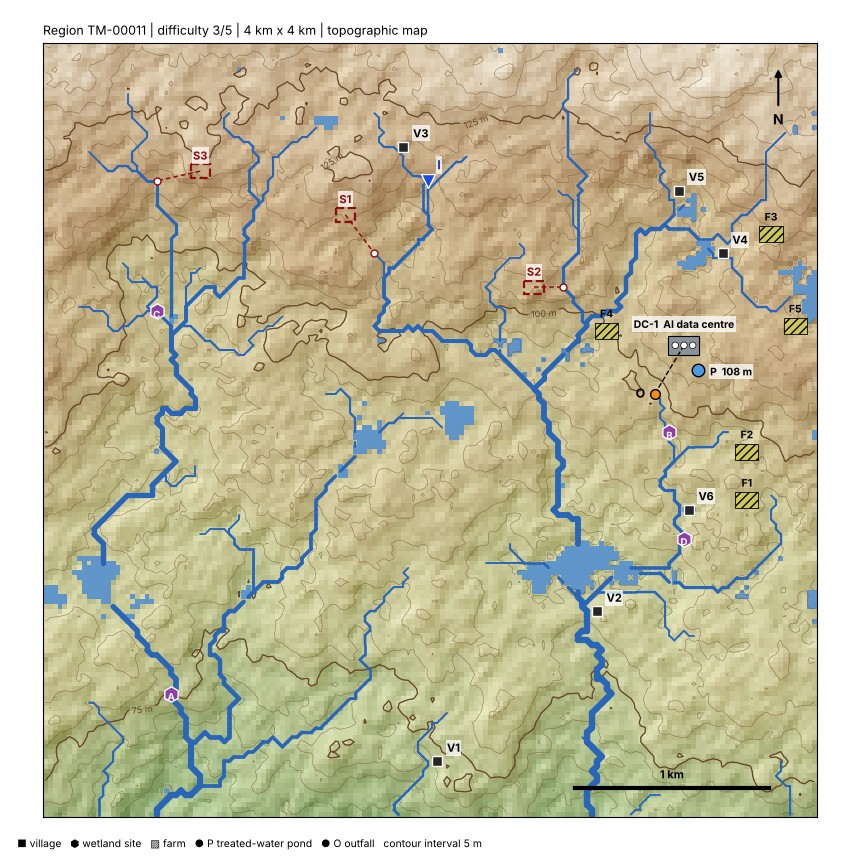 Region TM-00011 | difficulty 3/5 | 4 km x 4 km | topographic map
N
125 m
V3
S3
125 m
I
V5
S1
F3
V4
S2
F5
100 m
F4
DC-1 AI data centre
C
P 108 m
O
B
F2
F1
V6
D
V2
A
75 m
V1
1 km
village wetland site farm P treated-water pond O outfall contour interval 5 m